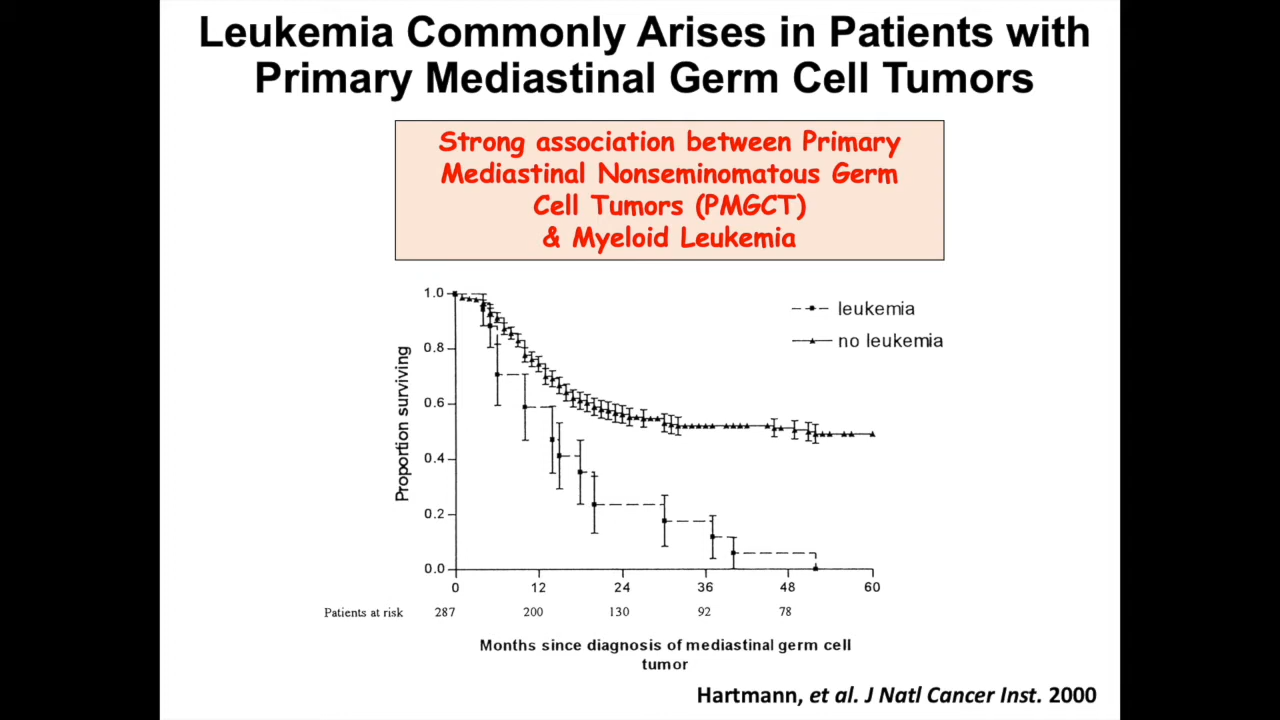 Leukemia Commonly Arises in Patients with
Primary Mediastinal Germ Cell Tumors
Strong association between Primary
Mediastinal Nonseminomatous Germ
Cell Tumors (PMGCT)
& Myeloid Leukemia
leukemia
no leukemia
Proportion surviving
1.0
0.8
0.6
0.4
0.2
0.0
0 12 24 36 48 60
Patients at risk 287 200 130 92 78
Months since diagnosis of mediastinal germ cell
tumor
Hartmann, et al. J Natl Cancer Inst. 2000